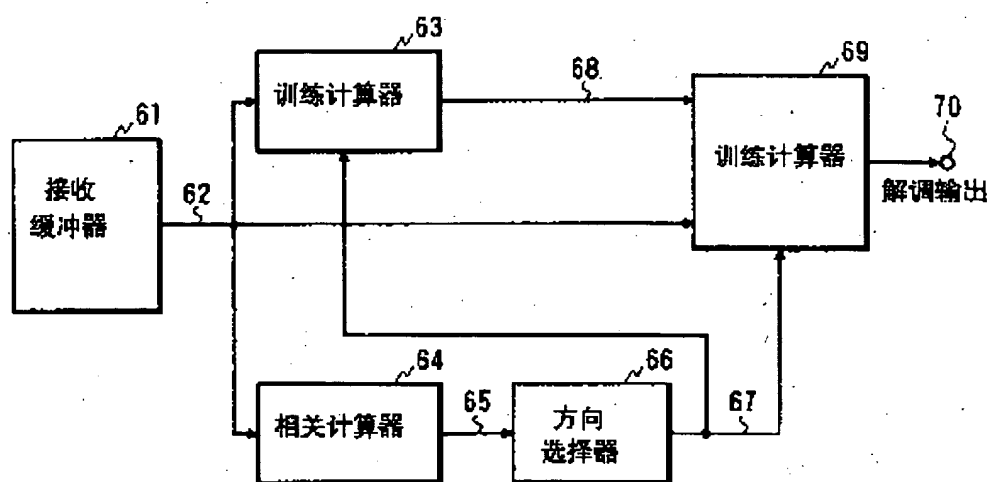 63
训练计算器
68
69
训练计算器
70
解调输出
61
接收
缓冲器
62
64
相关计算器
65
66
方向
选择器
67